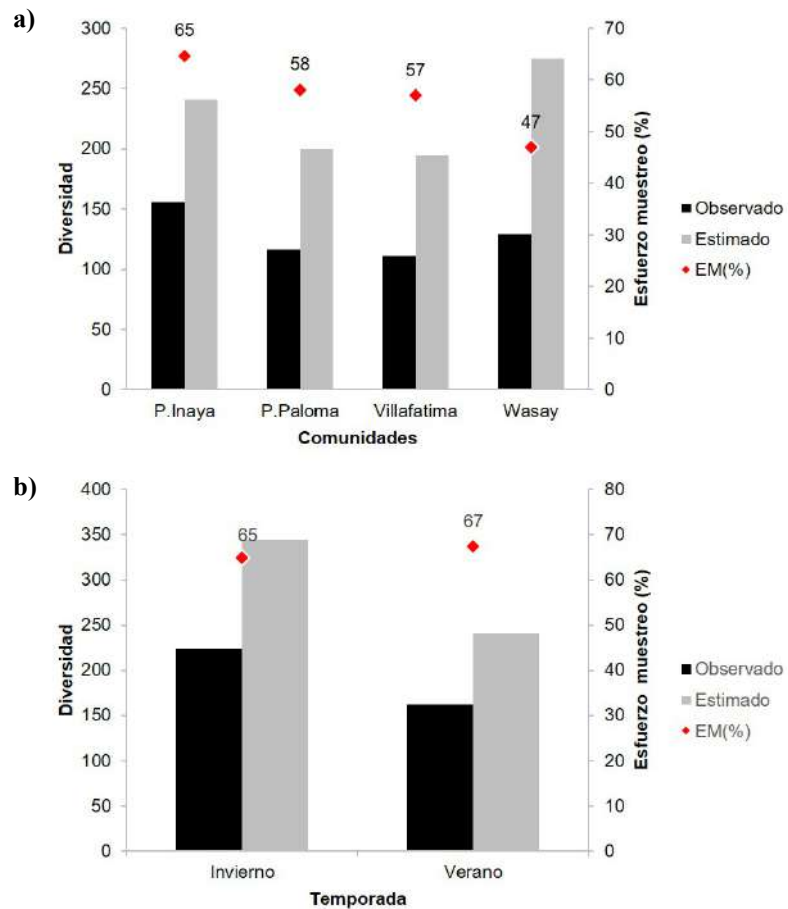 a)
300
250
200
150
100
50
0
Diversidad
65
58
57
47
70
60
50
40
30
20
10
0
Esfuerzo muestreo (%)
Observado
Estimado
EM(%)
P.Inaya
P.Paloma
Villafatima
Wasay
Comunidades
b)
400
350
300
250
200
150
100
50
0
Diversidad
65
67
80
70
60
50
40
30
20
10
0
Esfuerzo muestreo (%)
Observado
Estimado
EM(%)
Invierno
Verano
Temporada